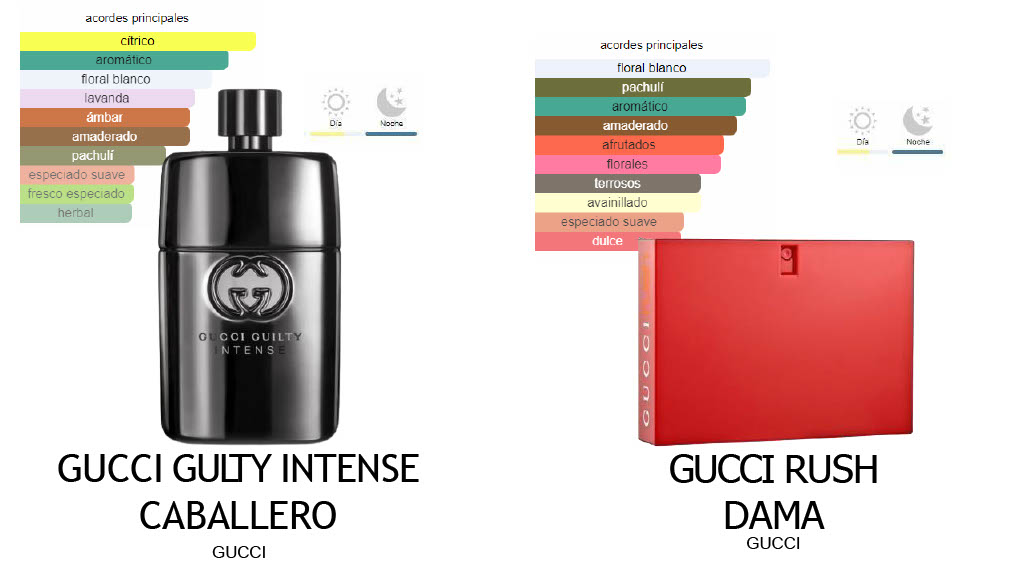 acordes principales
cítrico
aromático
floral blanco
lavanda
ámbar
amaderado
pachulí
especiado suave
fresco especiado
herbal
Día
Noche
GUCCI GUILTY
INTENSE
GUCCI GULTY INTENSE
CABALLERO
GUCCI
acordes principales
floral blanco
pachulí
aromático
amaderado
afrutados
florales
terrosos
avainillado
especiado suave
dulce
Día
Noche
GUCCI
GUCCI RUSH
DAMA
GUCCI